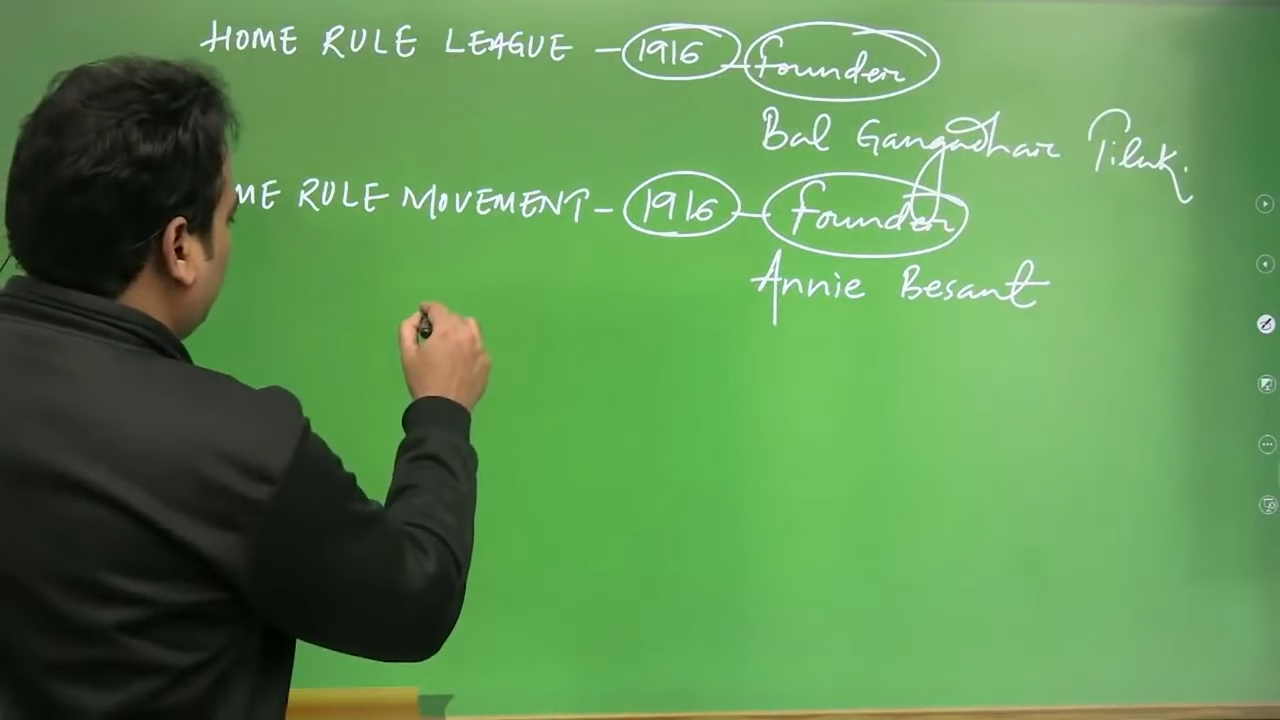 HOME RULE LEAGUE - 1916 - founder
Bal Gangadhar Tilak.
ME RULE MOVEMENT - 1916 - founder
Annie Besant